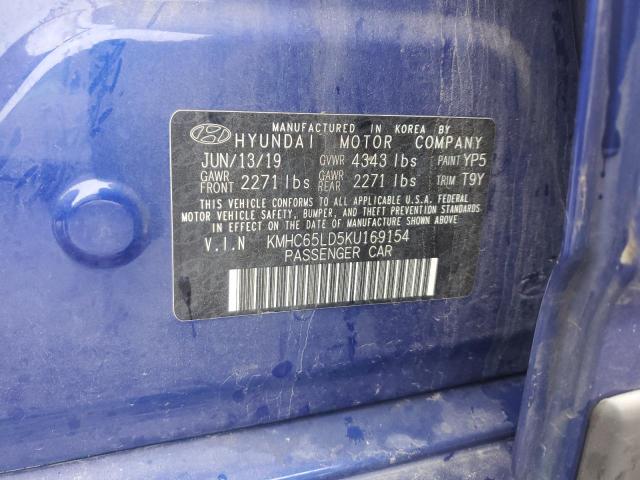 MANUFACTURED IN KOREA BY
HYUNDAI MOTOR COMPANY
JUN/13/19 GVWR 4343 lbs PAINT YP5
GAWR FRONT 2271 lbs GAWR REAR 2271 lbs TRIM T9Y
THIS VEHICLE CONFORMS TO ALL APPLICABLE U.S.A. FEDERAL
MOTOR VEHICLE SAFETY, BUMPER, AND THEFT PREVENTION STANDARDS
IN EFFECT ON THE DATE OF MANUFACTURE SHOWN ABOVE
V.I.N KMHC65LD5KU169154
PASSENGER CAR